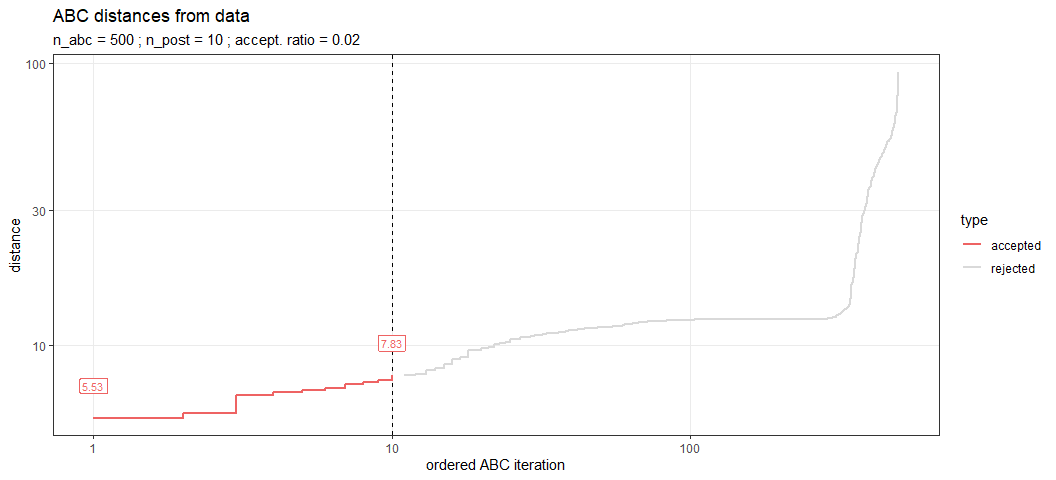 ABC distances from data
n_abc = 500 ; n_post = 10 ; accept. ratio = 0.02
100
30
10
distance
5.53
7.83
1
10
100
ordered ABC iteration
type
accepted
rejected